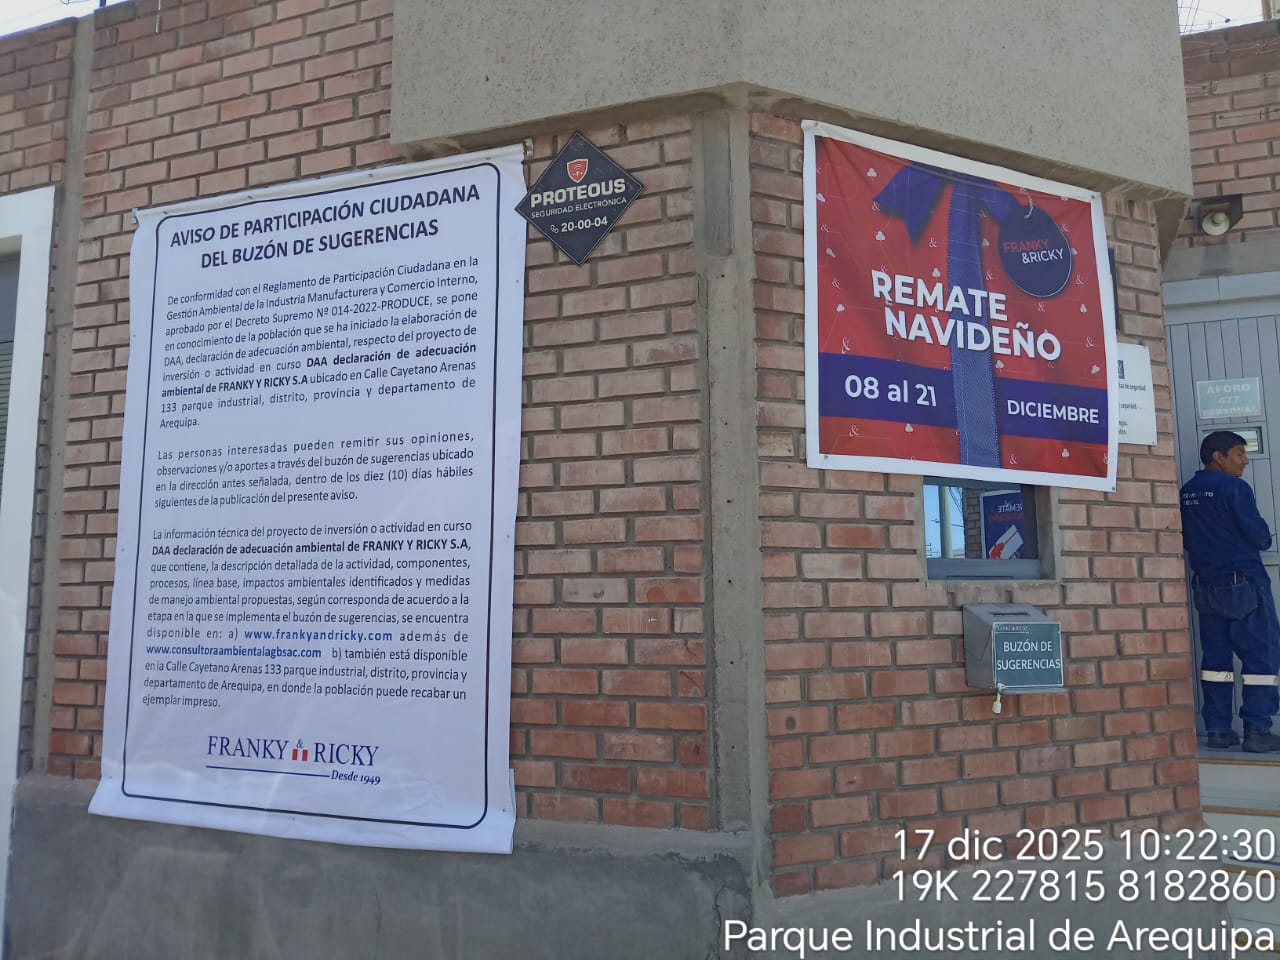 AVISO DE PARTICIPACIÓN CIUDADANA
DEL BUZÓN DE SUGERENCIAS
De conformidad con el Reglamento de Participación Ciudadana en la
Gestión Ambiental de la Industria Manufacturera y Comercio Interno,
aprobado por el Decreto Supremo Nº 014-2022-PRODUCE, se pone
en conocimiento de la población que se ha iniciado la elaboración de
DAA, declaración de adecuación ambiental, respecto del proyecto de
inversión o actividad en curso DAA declaración de adecuación
ambiental de FRANKY Y RICKY S.A ubicado en Calle Cayetano Arenas
133 parque industrial, distrito, provincia y departamento de
Arequipa.
Las personas interesadas pueden remitir sus opiniones,
observaciones y/o aportes a través del buzón de sugerencias ubicado
en la dirección antes señalada, dentro de los diez (10) días hábiles
siguientes de la publicación del presente aviso.
La información técnica del proyecto de inversión o actividad en curso
DAA declaración de adecuación ambiental de FRANKY Y RICKY S.A,
que contiene, la descripción detallada de la actividad, componentes,
procesos, línea base, impactos ambientales identificados y medidas
de manejo ambiental propuestas, según corresponda de acuerdo a la
etapa en la que se implementa el buzón de sugerencias, se encuentra
disponible en: a) www.frankyandricky.com además de
www.consultoraambientalagbsac.com b) también está disponible
en la Calle Cayetano Arenas 133 parque industrial, distrito, provincia y
departamento de Arequipa, en donde la población puede recabar un
ejemplar impreso.
FRANKY & RICKY
Desde 1949
PROTEOUS
SEGURIDAD ELECTRÓNICA
20-00-04
FRANKY
&RICKY
REMATE
NAVIDEÑO
08 al 21
DICIEMBRE
REMATE
BUZÓN DE
SUGERENCIAS
AFORO
477
PERSONAS
17 dic 2025 10:22:30
19K 227815 8182860
Parque Industrial de Arequipa